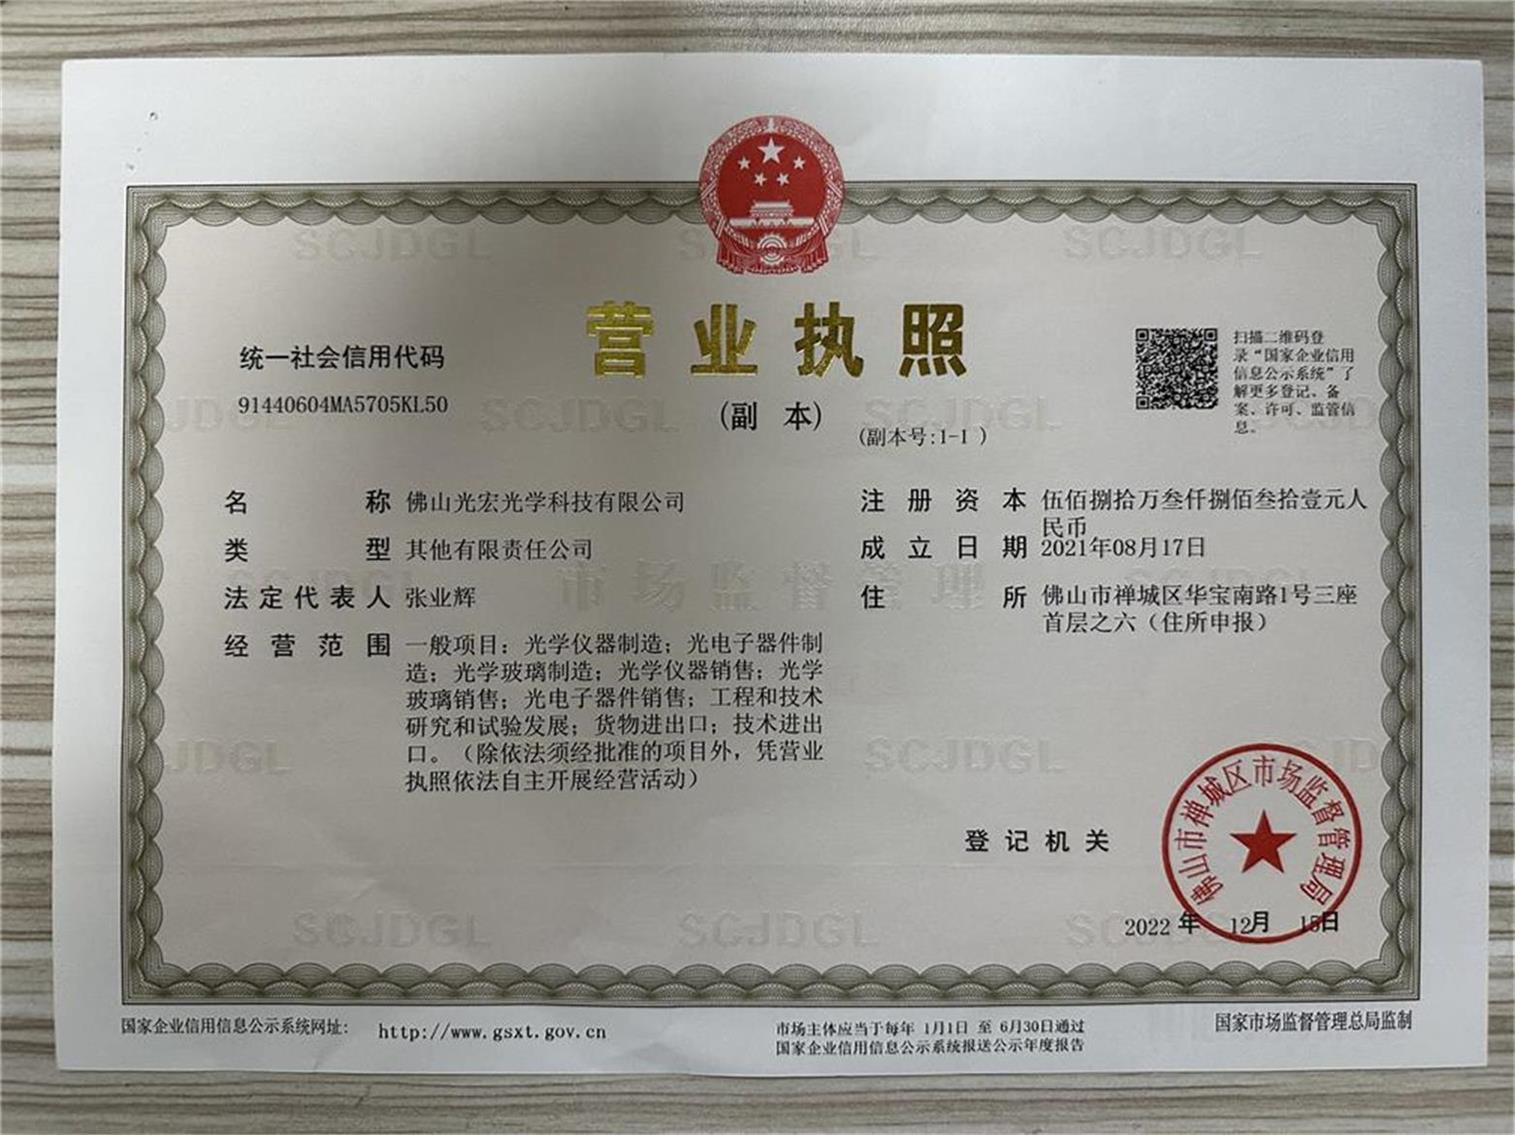 营业执照
统一社会信用代码
91440604MA5705KL50
(副 本)
(副本号:1-1 )
扫描二维码登
录“国家企业信用
信息公示系统”了
解更多登记、备
案、许可、监管信
息。
名称 佛山光宏光学科技有限公司
类型 其他有限责任公司
法定代表人 张业辉
经营范围 一般项目：光学仪器制造；光电子器件制
造；光学玻璃制造；光学仪器销售；光学
玻璃销售；光电子器件销售；工程和技术
研究和试验发展；货物进出口；技术进出
口。（除依法须经批准的项目外，凭营业
执照依法自主开展经营活动）
注册资本 伍佰捌拾万叁仟捌佰叁拾壹元人
民币
成立日期 2021年08月17日
住所 佛山市禅城区华宝南路1号三座
首层之六（住所申报）
登记机关
佛山市禅城区市场监督管理局
2022 年 12月 15日
国家企业信用信息公示系统网址: http://www.gsxt.gov.cn
市场主体应当于每年 1月1日 至 6月30日通过
国家企业信用信息公示系统报送公示年度报告
国家市场监督管理总局监制
SCJDGL
市场监督管理